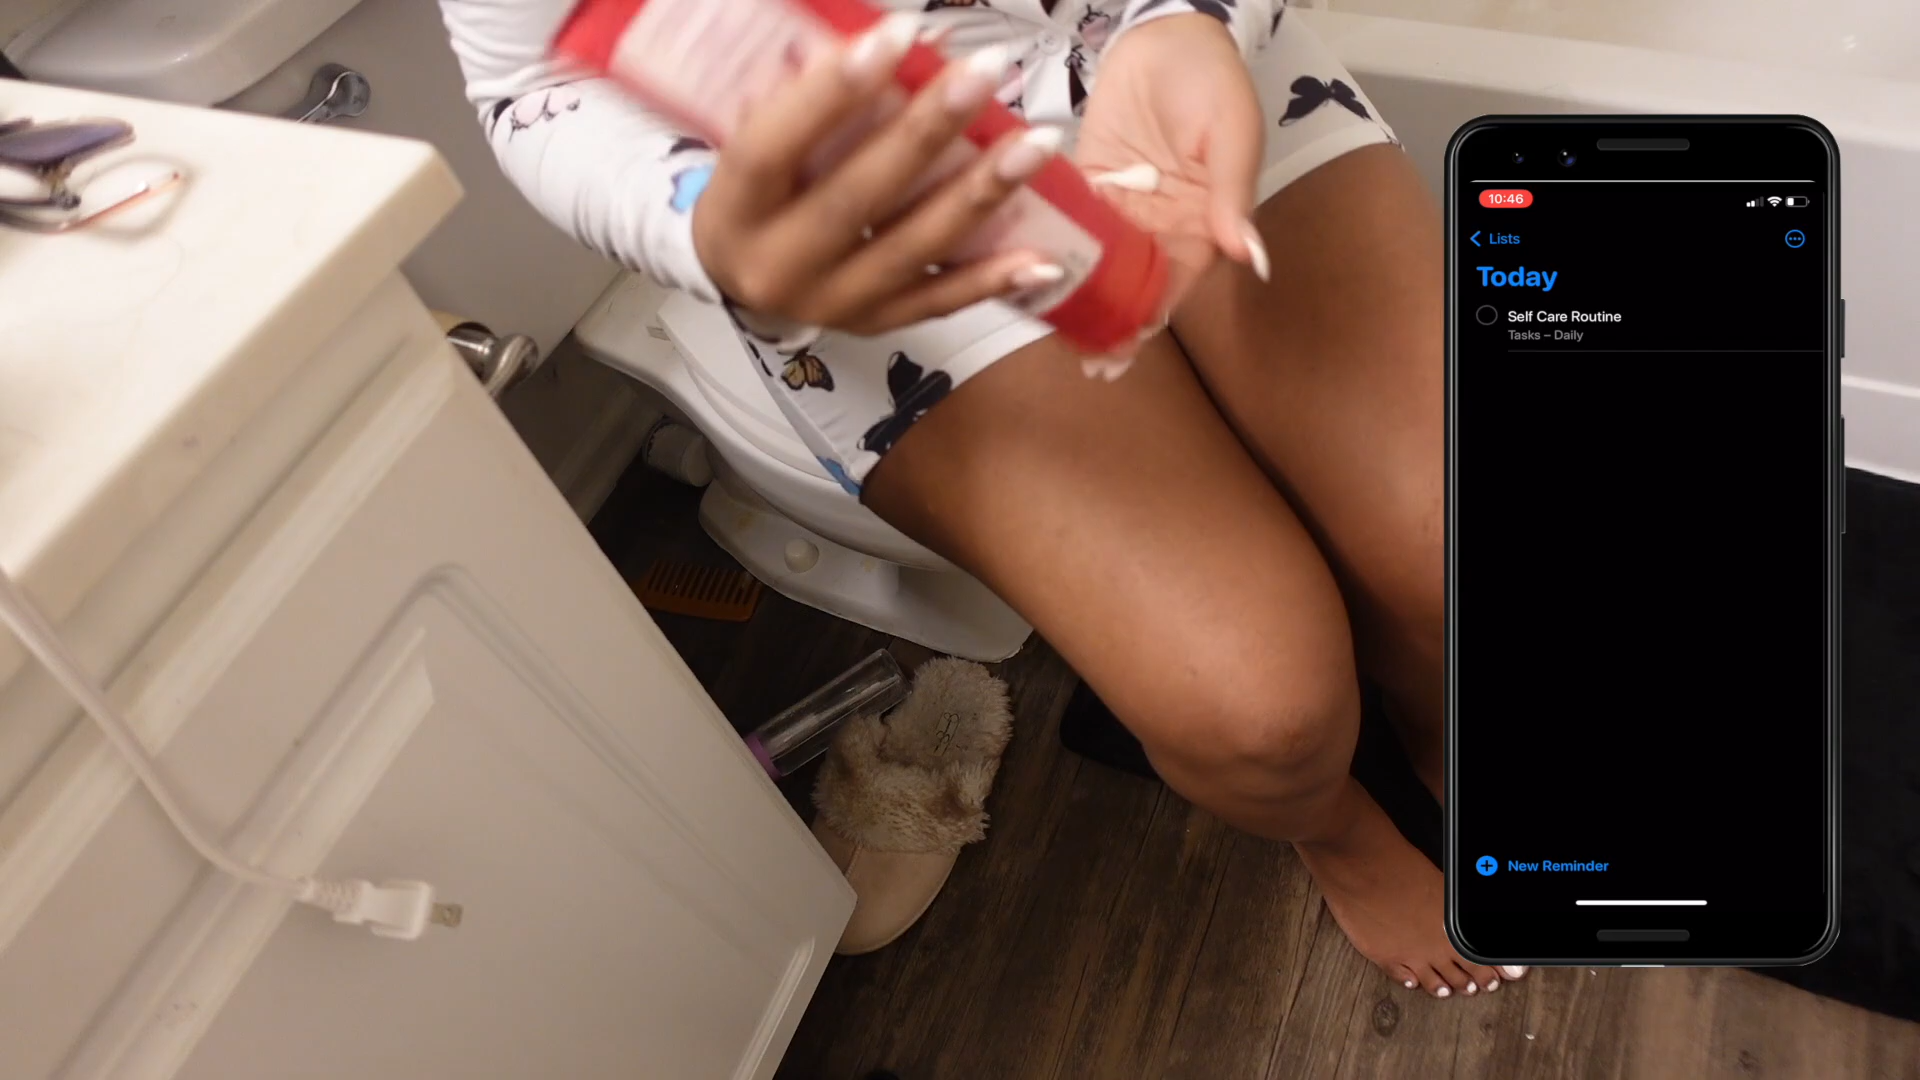 10:46
Lists
Today
Self Care Routine
Tasks – Daily
New Reminder